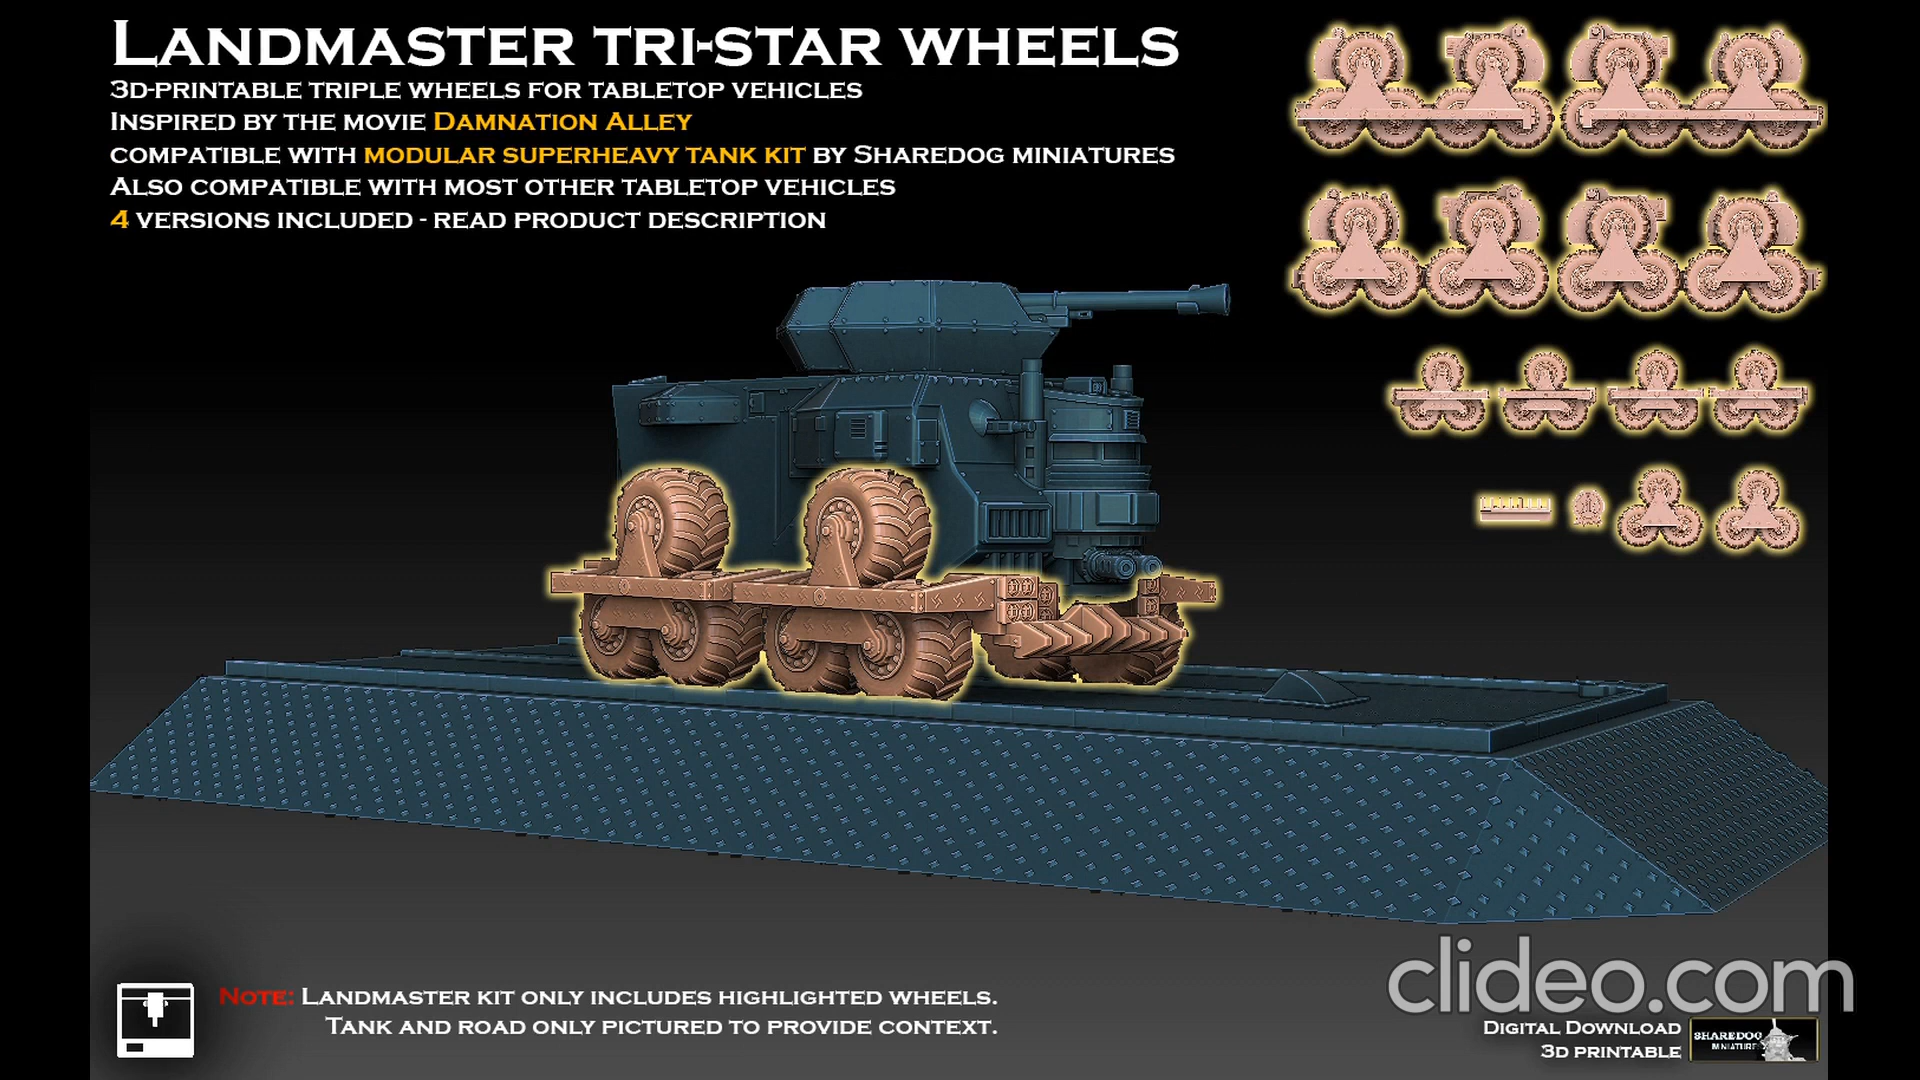 LANDMASTER TRI-STAR WHEELS
3D-PRINTABLE TRIPLE WHEELS FOR TABLETOP VEHICLES
INSPIRED BY THE MOVIE DAMNATION ALLEY
COMPATIBLE WITH MODULAR SUPERHEAVY TANK KIT BY SHAREDOG MINIATURES
ALSO COMPATIBLE WITH MOST OTHER TABLETOP VEHICLES
4 VERSIONS INCLUDED - READ PRODUCT DESCRIPTION
NOTE: LANDMASTER KIT ONLY INCLUDES HIGHLIGHTED WHEELS.
TANK AND ROAD ONLY PICTURED TO PROVIDE CONTEXT.
clideo.com
DIGITAL DOWNLOAD
3D PRINTABLE
SHAREDOG
MINIATURES